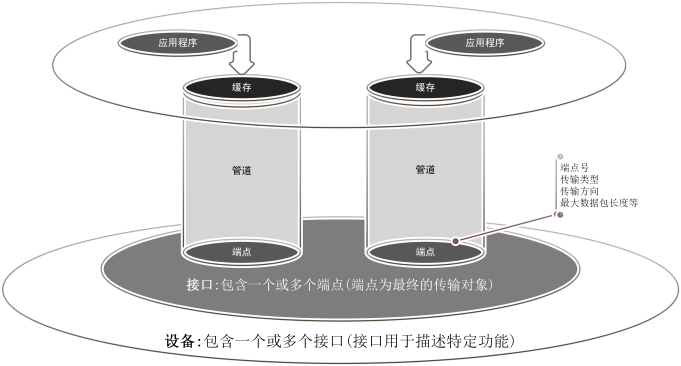 应用程序
应用程序
缓存
缓存
管道
管道
端点号
传输类型
传输方向
最大数据包长度等
端点
端点
接口:包含一个或多个端点(端点为最终的传输对象)
设备:包含一个或多个接口(接口用于描述特定功能)